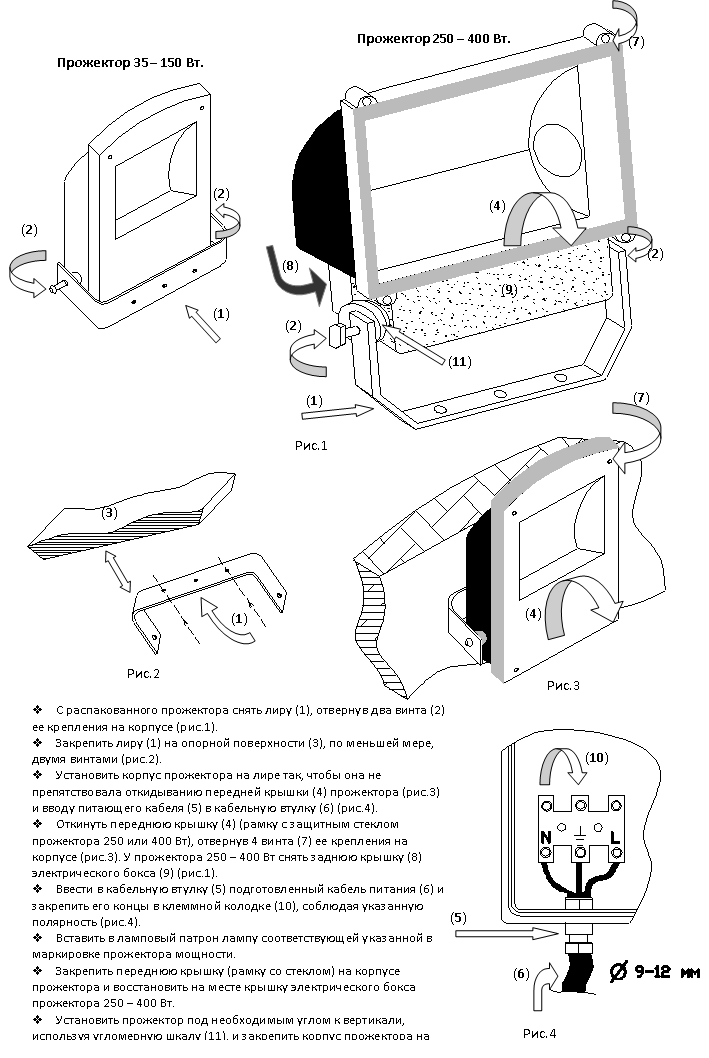 Прожектор 250 – 400 Вт.
(7)
Прожектор 35 – 150 Вт.
(2)
(2)
(4)
(2)
(8)
(9)
(1)
(2)
(11)
(1)
(7)
Рис.1
(3)
(1)
(4)
Рис.2
Рис.3
❖ С распакованного прожектора снять лиру (1), отвернув два винта (2)
ее крепления на корпусе (рис.1).
❖ Закрепить лиру (1) на опорной поверхности (3), по меньшей мере,
двумя винтами (рис.2).
❖ Установить корпус прожектора на лире так, чтобы она не
препятствовала откидыванию передней крышки (4) прожектора (рис.3)
и вводу питающего кабеля (5) в кабельную втулку (6) (рис.4).
❖ Откинуть переднюю крышку (4) (рамку с защитным стеклом
прожектора 250 или 400 Вт), отвернув 4 винта (7) ее крепления на
корпусе (рис.3). У прожектора 250 – 400 Вт снять заднюю крышку (8)
электрического бокса (9) (рис.1).
❖ Ввести в кабельную втулку (5) подготовленный кабель питания (6) и
закрепить его концы в клеммной колодке (10), соблюдая указанную
полярность (рис.4).
❖ Вставить в ламповый патрон лампу соответствующей указанной в
маркировке прожектора мощности.
❖ Закрепить переднюю крышку (рамку со стеклом) на корпусе
прожектора и восстановить на месте крышку электрического бокса
прожектора 250 – 400 Вт.
❖ Установить прожектор под необходимым углом к вертикали,
используя угломерную шкалу (11), и закрепить корпус прожектора на
(10)
N L
(5)
(6)
Ø 9-12 мм
Рис.4